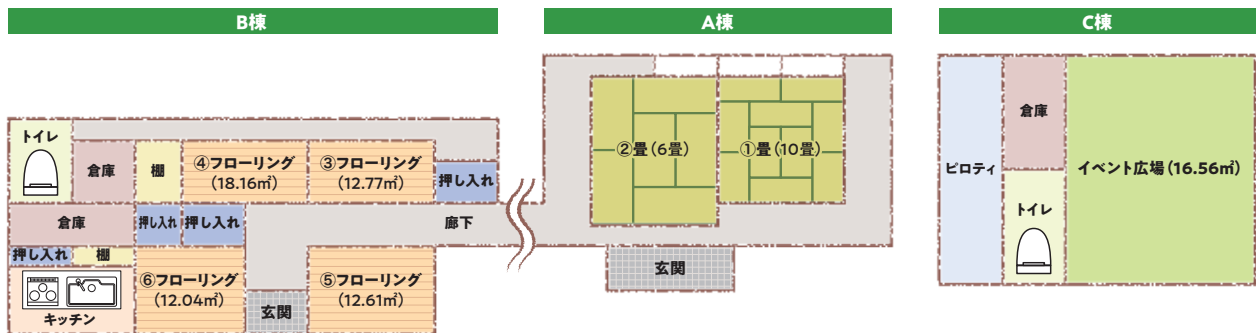 B棟
A棟
C棟
トイレ
倉庫
棚
④フローリング
(18.16㎡)
③フローリング
(12.77㎡)
押し入れ
倉庫
押し入れ
押し入れ
廊下
押し入れ
棚
キッチン
⑥フローリング
(12.04㎡)
玄関
⑤フローリング
(12.61㎡)
②畳(6畳)
①畳(10畳)
玄関
ピロティ
倉庫
トイレ
イベント広場(16.56㎡)